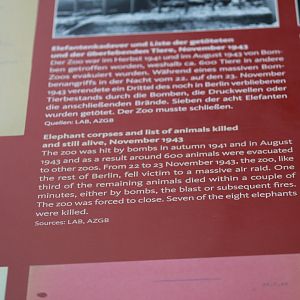 Elefantenkadaver und Liste der getöteten
und der überlebenden Tiere, November 1943
Der Zoo war im Herbst 1941 und im August 1943 von Bom-
ben getroffen worden, weshalb ca. 600 Tiere in andere
Zoos evakuiert wurden. Während eines massiven Bomben-
angriffs in der Nacht vom 22. auf den 23. November
1943 verendete ein Drittel des noch in Berlin verbliebenen
Tierbestands durch die Bomben, die Druckwellen oder
die anschließenden Brände. Sieben der acht Elefanten
wurden getötet. Der Zoo musste schließen.
Quellen: LAB, AZGB
Elephant corpses and list of animals killed
and still alive, November 1943
The zoo was hit by bombs in autumn 1941 and in August
1943 and as a result around 600 animals were evacuated
to other zoos. From 22 to 23 November 1943, the zoo, like
the rest of Berlin, fell victim to a massive air raid. One
third of the remaining animals died within a couple of
minutes, either by bombs, the blast or subsequent fires.
The zoo was forced to close. Seven of the eight elephants
were killed.
Sources: LAB, AZGB